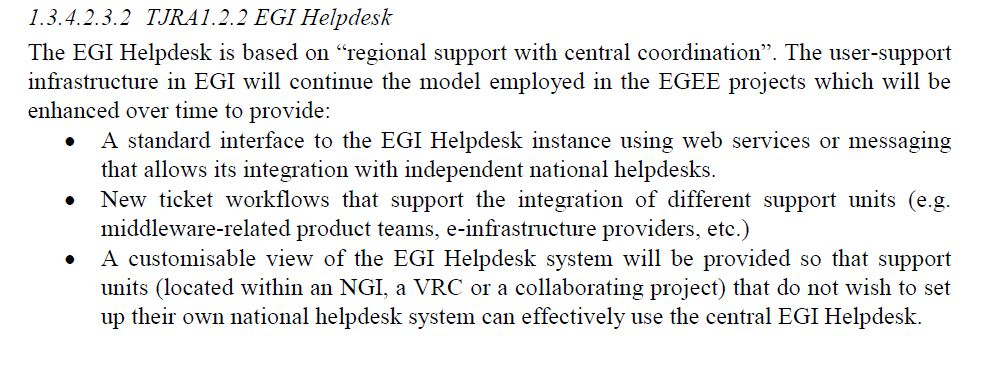 1.3.4.2.3.2 TJRA1.2.2 EGI Helpdesk
The EGI Helpdesk is based on “regional support with central coordination”. The user-support
infrastructure in EGI will continue the model employed in the EGEE projects which will be
enhanced over time to provide:
• A standard interface to the EGI Helpdesk instance using web services or messaging
that allows its integration with independent national helpdesks.
• New ticket workflows that support the integration of different support units (e.g.
middleware-related product teams, e-infrastructure providers, etc.)
• A customisable view of the EGI Helpdesk system will be provided so that support
units (located within an NGI, a VRC or a collaborating project) that do not wish to set
up their own national helpdesk system can effectively use the central EGI Helpdesk.